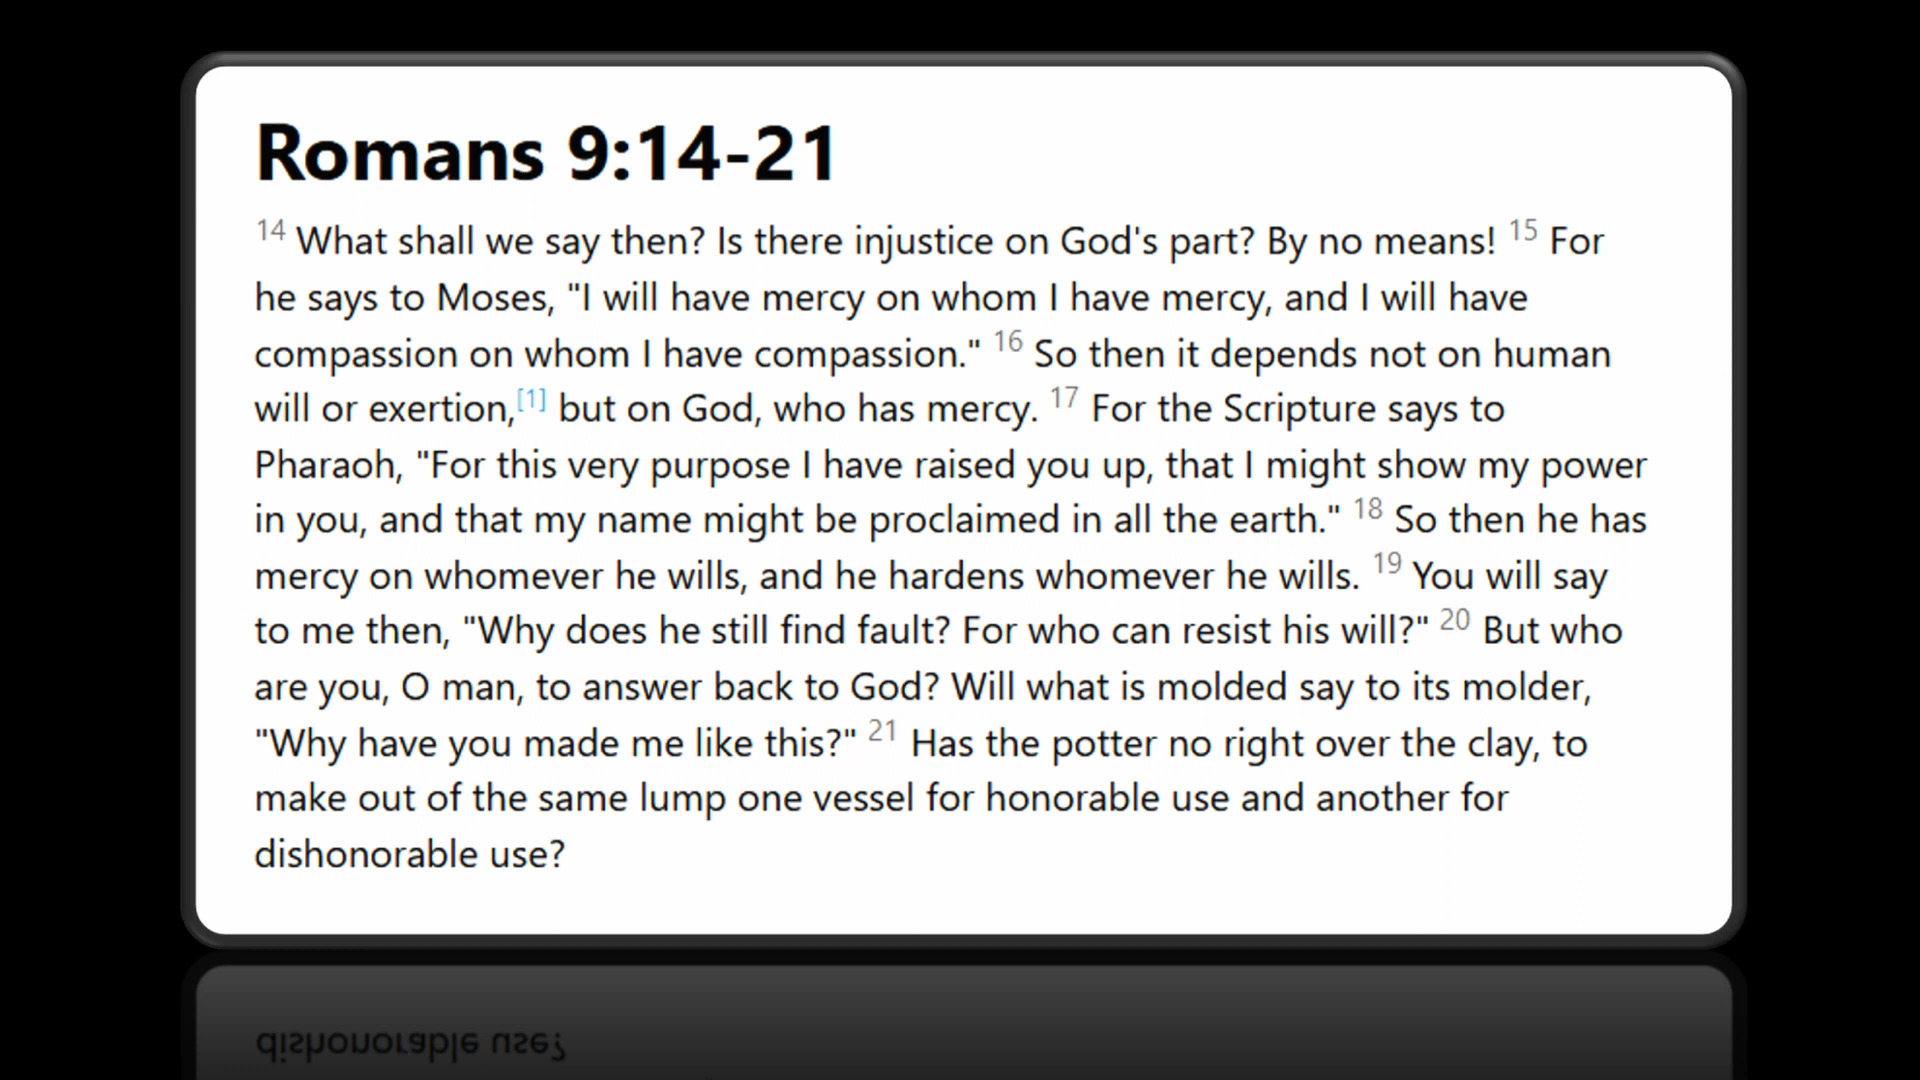 Romans 9:14-21
14 What shall we say then? Is there injustice on God's part? By no means! 15 For
he says to Moses, "I will have mercy on whom I have mercy, and I will have
compassion on whom I have compassion." 16 So then it depends not on human
will or exertion,[1] but on God, who has mercy. 17 For the Scripture says to
Pharaoh, "For this very purpose I have raised you up, that I might show my power
in you, and that my name might be proclaimed in all the earth." 18 So then he has
mercy on whomever he wills, and he hardens whomever he wills. 19 You will say
to me then, "Why does he still find fault? For who can resist his will?" 20 But who
are you, O man, to answer back to God? Will what is molded say to its molder,
"Why have you made me like this?" 21 Has the potter no right over the clay, to
make out of the same lump one vessel for honorable use and another for
dishonorable use?
dishonorable use?